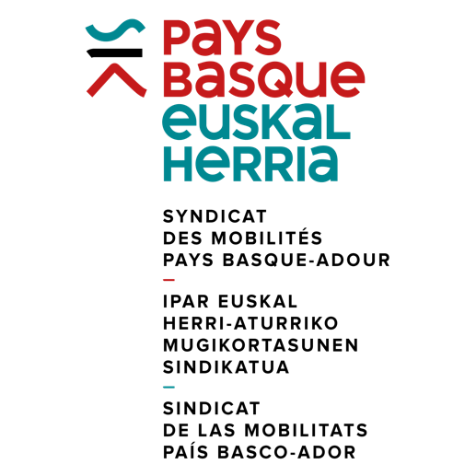 PAYS
BASQUE
EUSKAL
HERRIA
SYNDICAT
DES MOBILITÉS
PAYS BASQUE-ADOUR
IPAR EUSKAL
HERRI-ATURRIKO
MUGIKORTASUNEN
SINDIKATUA
SINDICAT
DE LAS MOBILITATS
PAÍS BASCO-ADOR